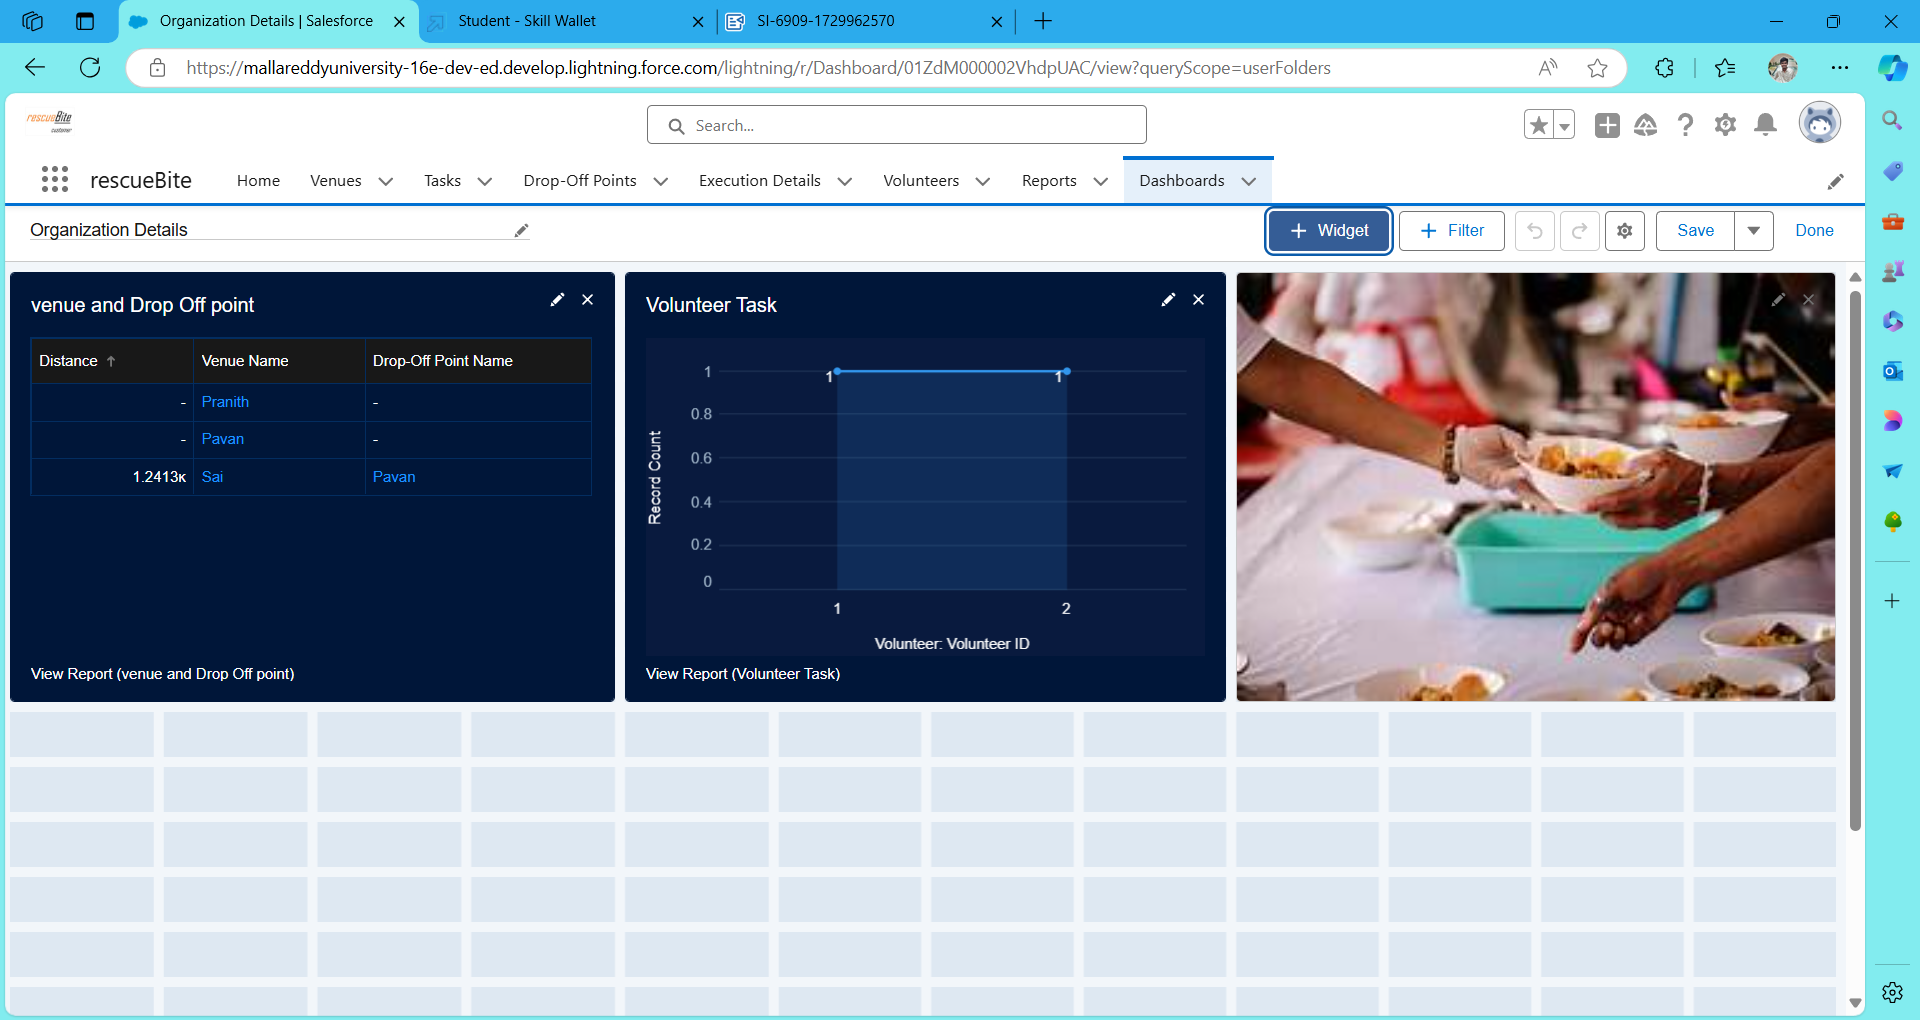 Organization Details | Salesforce
Student - Skill Wallet
SI-6909-1729962570
https://mallareddyuniversity-16e-dev-ed.develop.lightning.force.com/lightning/r/Dashboard/01ZdM000002VhdpUAC/view?queryScope=userFolders
rescueBite
customer
Search...
rescueBite
Home
Venues
Tasks
Drop-Off Points
Execution Details
Volunteers
Reports
Dashboards
Organization Details
Widget
Filter
Save
Done
venue and Drop Off point
Distance Venue Name Drop-Off Point Name
- Pranith -
- Pavan -
1.2413K Sai Pavan
View Report (venue and Drop Off point)
Volunteer Task
Record Count
1
0.8
0.6
0.4
0.2
0
1 1
1 2
Volunteer: Volunteer ID
View Report (Volunteer Task)